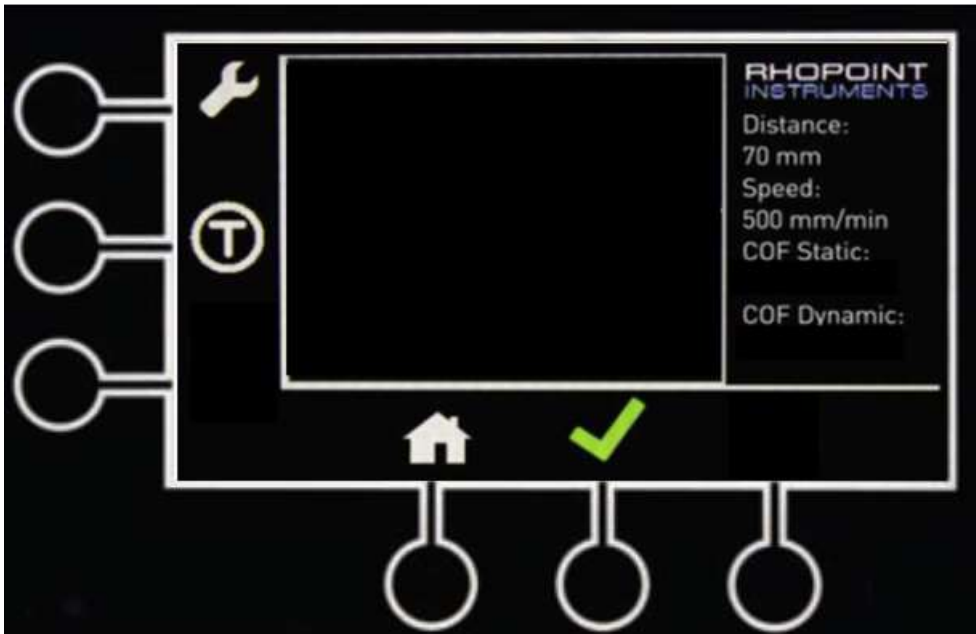 T
RHOPOINT
INSTRUMENTS
Distance:
70 mm
Speed:
500 mm/min
COF Static:
COF Dynamic: